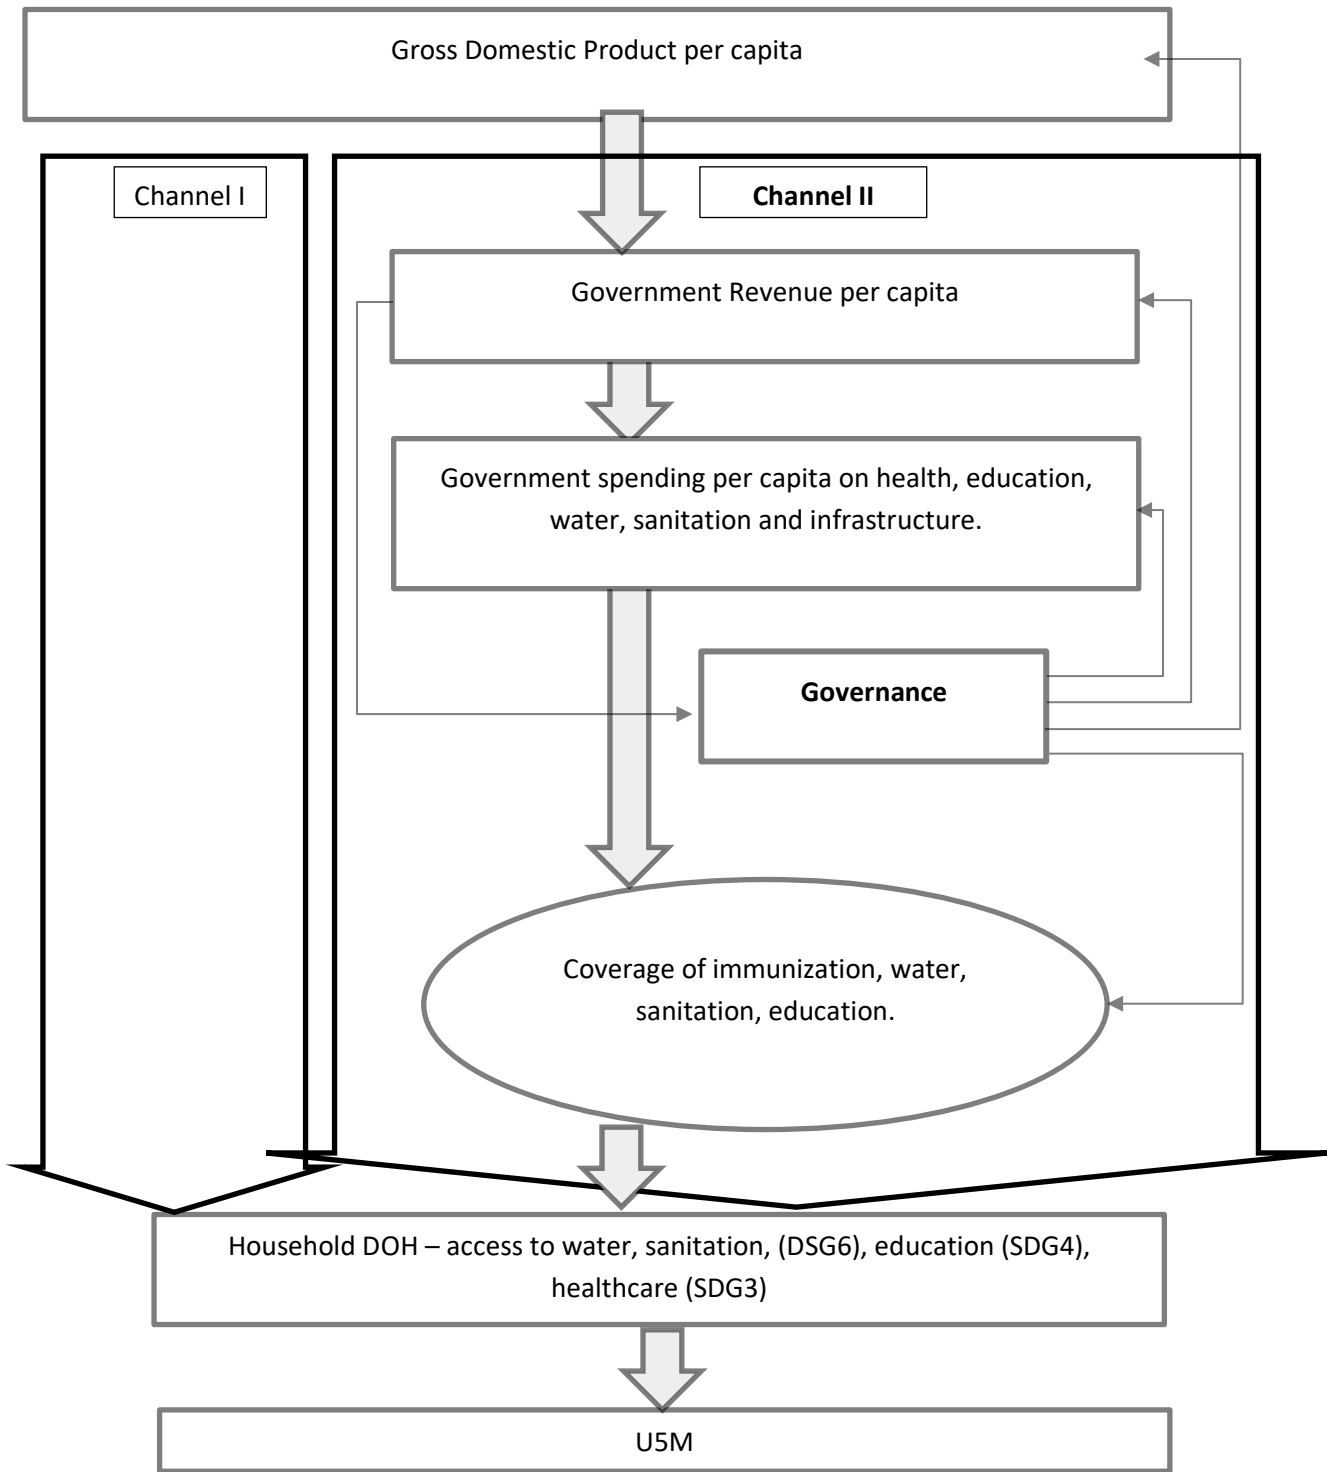 Gross Domestic Product per capita
Channel I
Channel II
Government Revenue per capita
Government spending per capita on health, education,
water, sanitation and infrastructure.
Governance
Coverage of immunization, water,
sanitation, education.
Household DOH – access to water, sanitation, (DSG6), education (SDG4),
healthcare (SDG3)
U5M